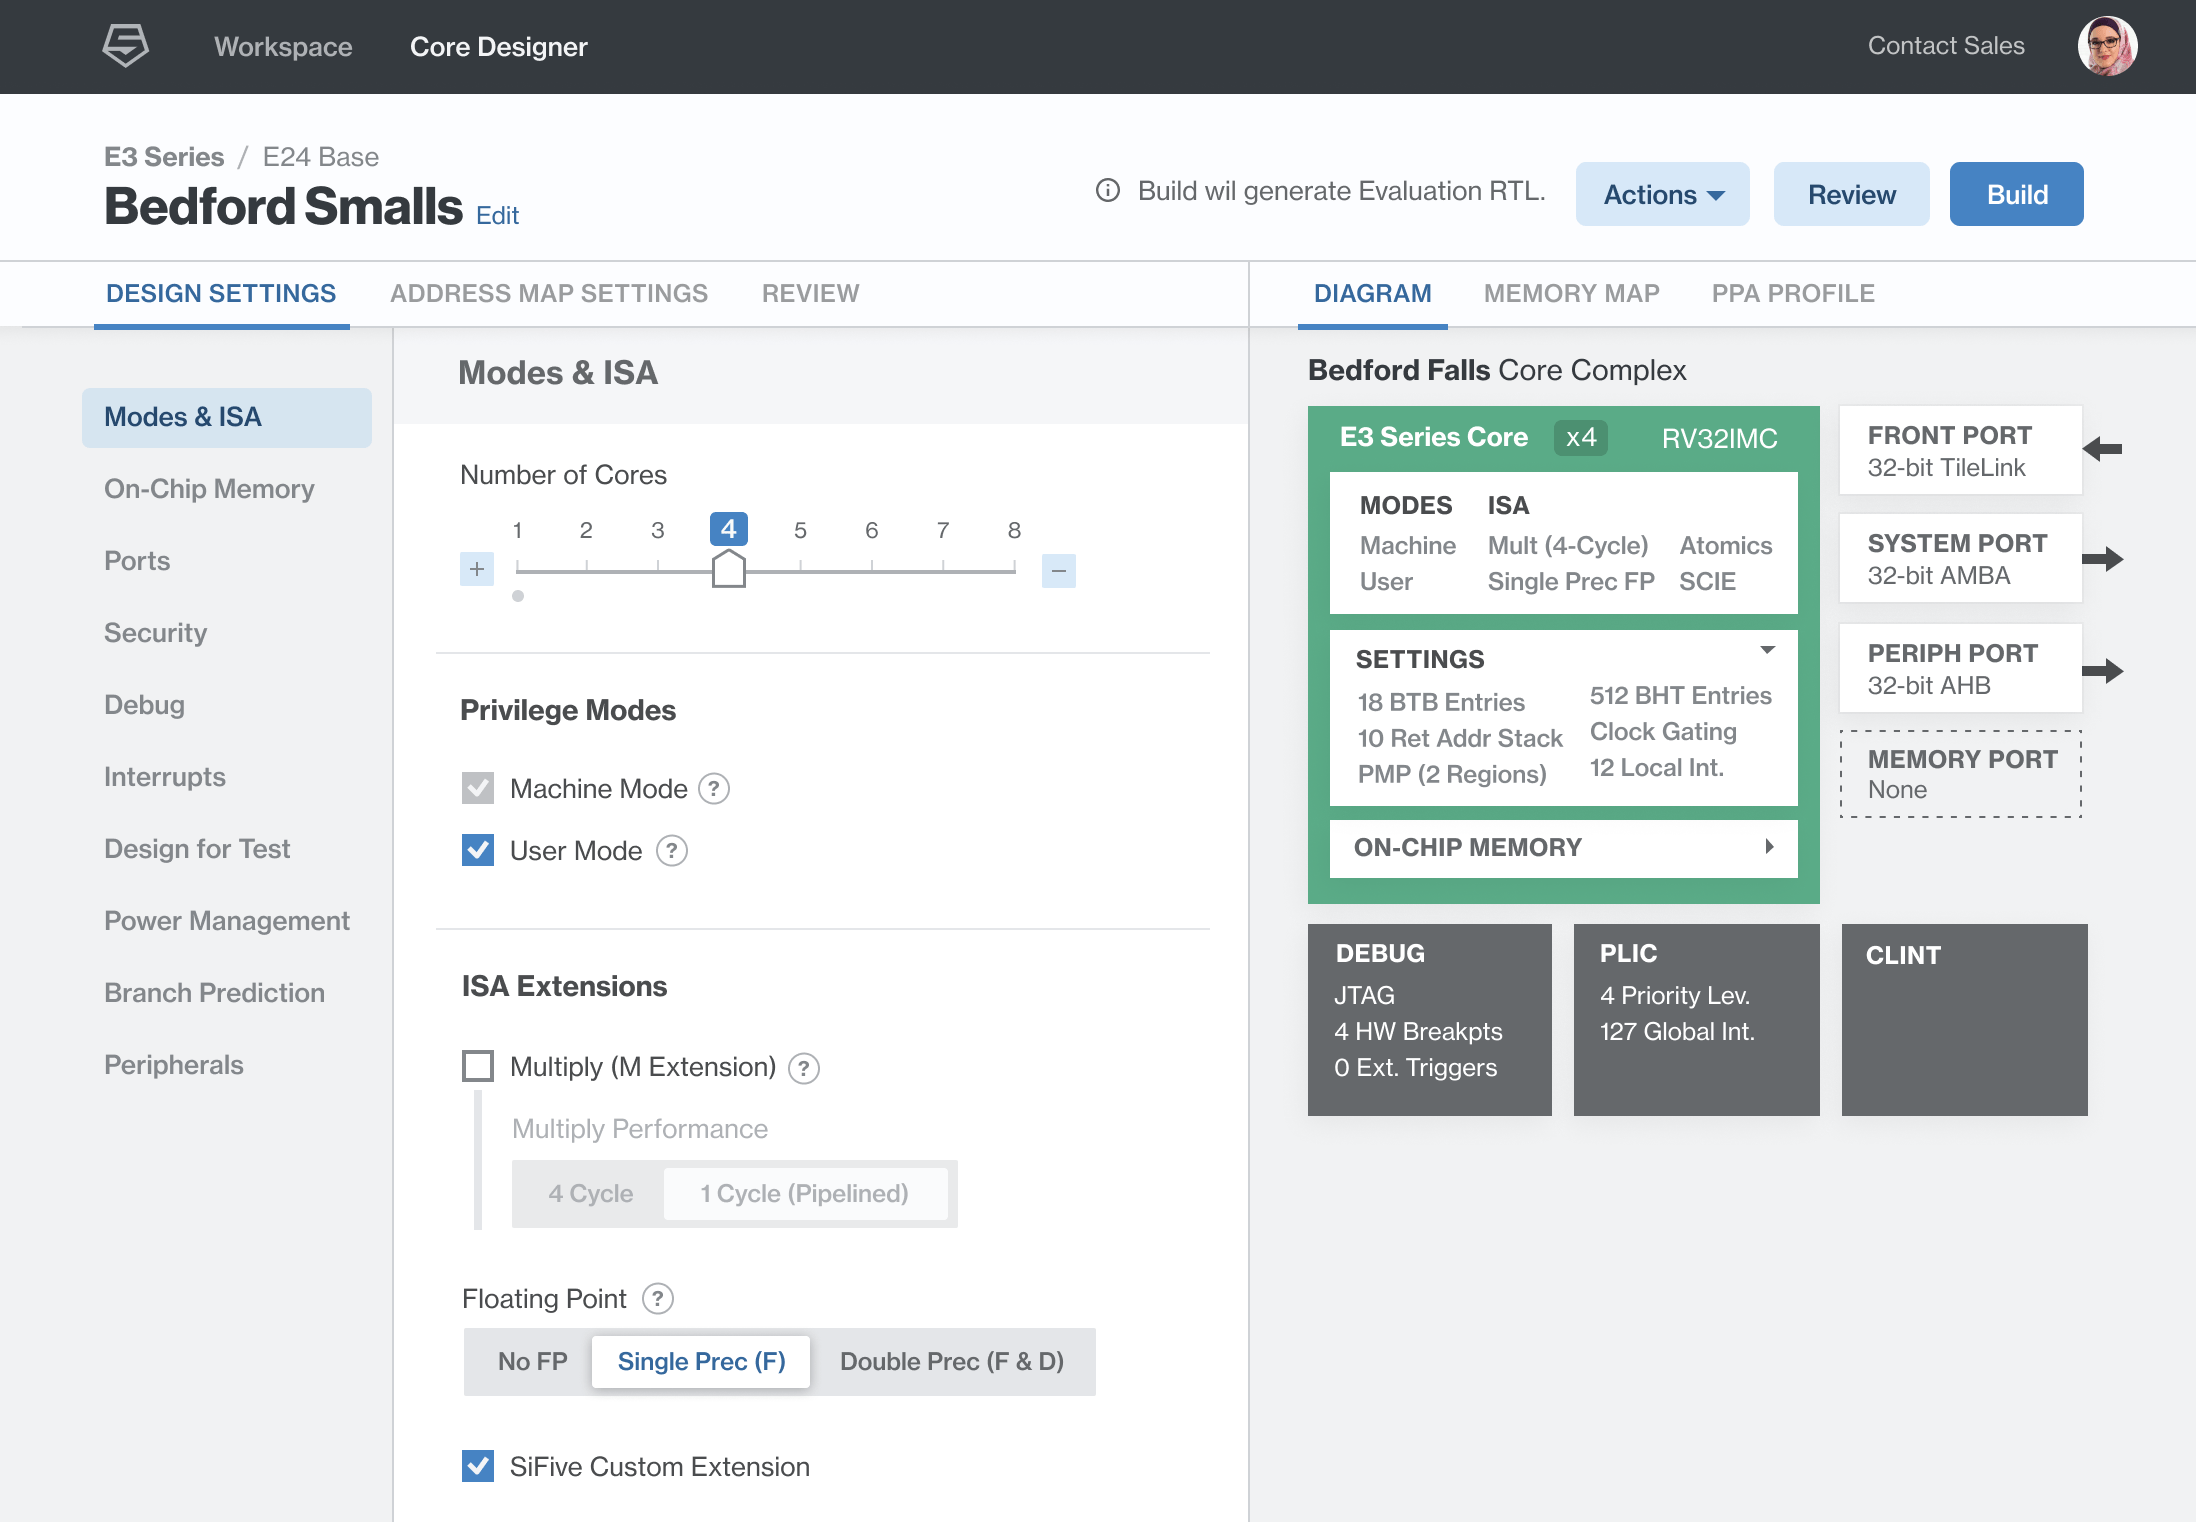 Workspace
Core Designer
Contact Sales
E3 Series / E24 Base
Bedford Smalls Edit
Build wil generate Evaluation RTL.
Actions
Review
Build
DESIGN SETTINGS
ADDRESS MAP SETTINGS
REVIEW
DIAGRAM
MEMORY MAP
PPA PROFILE
Modes & ISA
On-Chip Memory
Ports
Security
Debug
Interrupts
Design for Test
Power Management
Branch Prediction
Peripherals
Modes & ISA
Number of Cores
1 2 3 4 5 6 7 8
+ −
Privilege Modes
Machine Mode ?
User Mode ?
ISA Extensions
Multiply (M Extension) ?
Multiply Performance
4 Cycle 1 Cycle (Pipelined)
Floating Point ?
No FP Single Prec (F) Double Prec (F & D)
SiFive Custom Extension
Bedford Falls Core Complex
E3 Series Core x4 RV32IMC
MODES ISA
Machine Mult (4-Cycle) Atomics
User Single Prec FP SCIE
SETTINGS
18 BTB Entries 512 BHT Entries
10 Ret Addr Stack Clock Gating
PMP (2 Regions) 12 Local Int.
ON-CHIP MEMORY
FRONT PORT
32-bit TileLink
SYSTEM PORT
32-bit AMBA
PERIPH PORT
32-bit AHB
MEMORY PORT
None
DEBUG
JTAG
4 HW Breakpts
0 Ext. Triggers
PLIC
4 Priority Lev.
127 Global Int.
CLINT